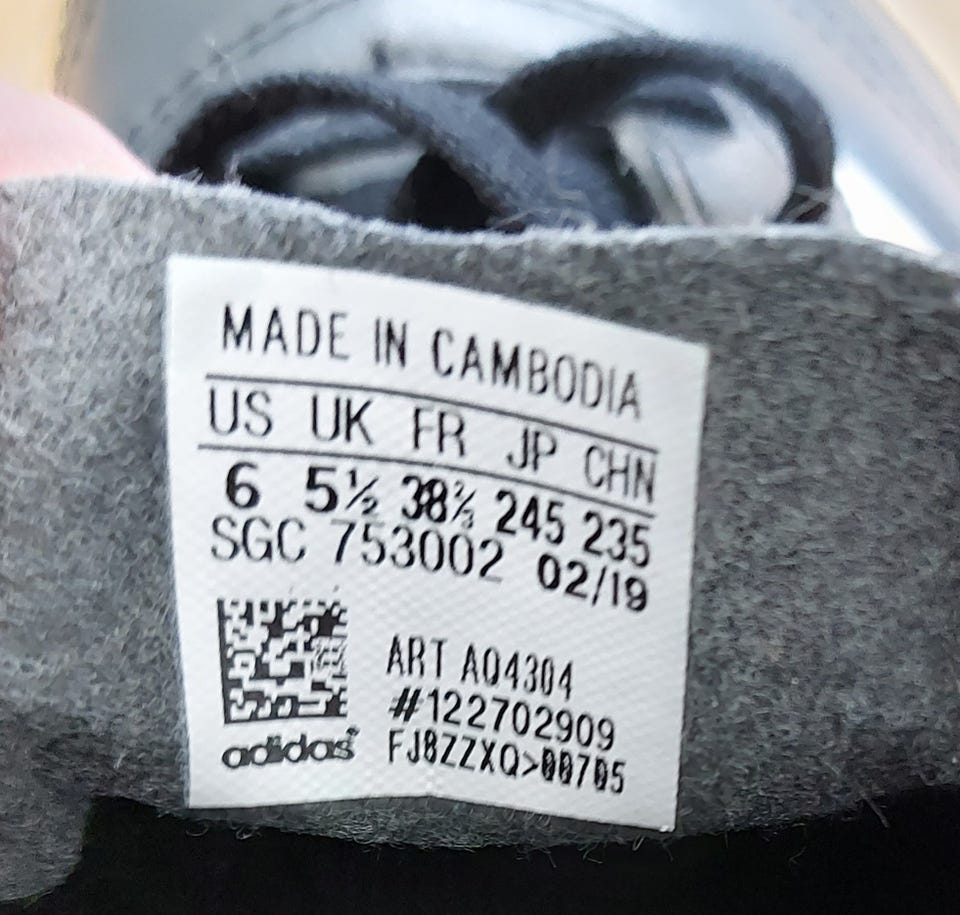 MADE IN CAMBODIA
US UK FR JP CHN
6 5½ 38⅔ 245 235
SGC 753002 02/19
ART AQ4304
#122702909
FJ8ZZXQ>00705
adidas